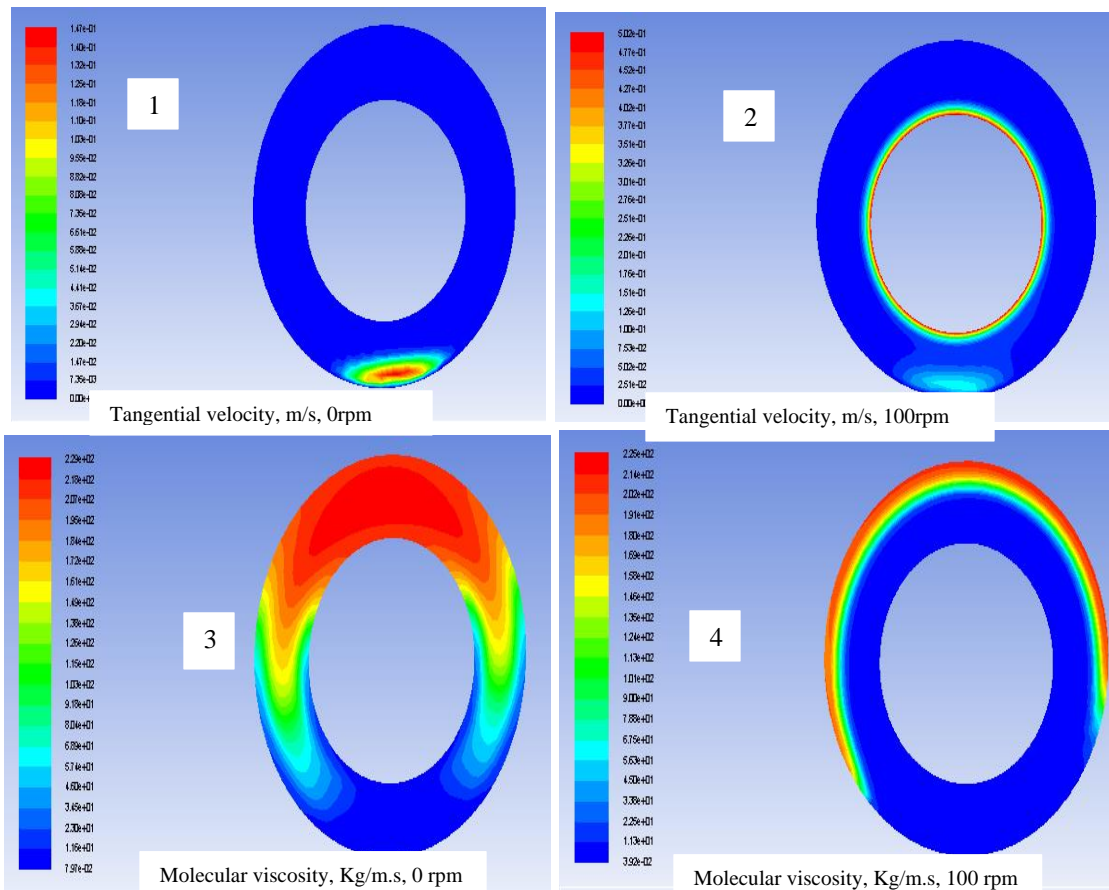 1.47e-01
1.40e-01
1.32e-01
1.25e-01
1.18e-01
1.10e-01
1.03e-01
9.55e-02
8.82e-02
8.08e-02
7.35e-02
6.61e-02
5.88e-02
5.14e-02
4.41e-02
3.67e-02
2.94e-02
2.20e-02
1.47e-02
7.35e-03
0.00e+
1
Tangential velocity, m/s, 0rpm
5.02e-01
4.77e-01
4.52e-01
4.27e-01
4.02e-01
3.77e-01
3.51e-01
3.26e-01
3.01e-01
2.76e-01
2.51e-01
2.26e-01
2.01e-01
1.76e-01
1.51e-01
1.26e-01
1.00e-01
7.53e-02
5.02e-02
2.51e-02
0.00e+
2
Tangential velocity, m/s, 100rpm
2.29e+02
2.18e+02
2.07e+02
1.95e+02
1.84e+02
1.72e+02
1.61e+02
1.49e+02
1.38e+02
1.26e+02
1.15e+02
1.03e+02
9.18e+01
8.04e+01
6.89e+01
5.74e+01
4.60e+01
3.45e+01
2.30e+01
1.15e+01
7.97e-02
3
Molecular viscosity, Kg/m.s, 0 rpm
2.25e+02
2.14e+02
2.02e+02
1.91e+02
1.80e+02
1.69e+02
1.58e+02
1.46e+02
1.35e+02
1.24e+02
1.13e+02
1.01e+02
9.00e+01
7.88e+01
6.75e+01
5.63e+01
4.50e+01
3.38e+01
2.25e+01
1.13e+01
3.92e-02
4
Molecular viscosity, Kg/m.s, 100 rpm